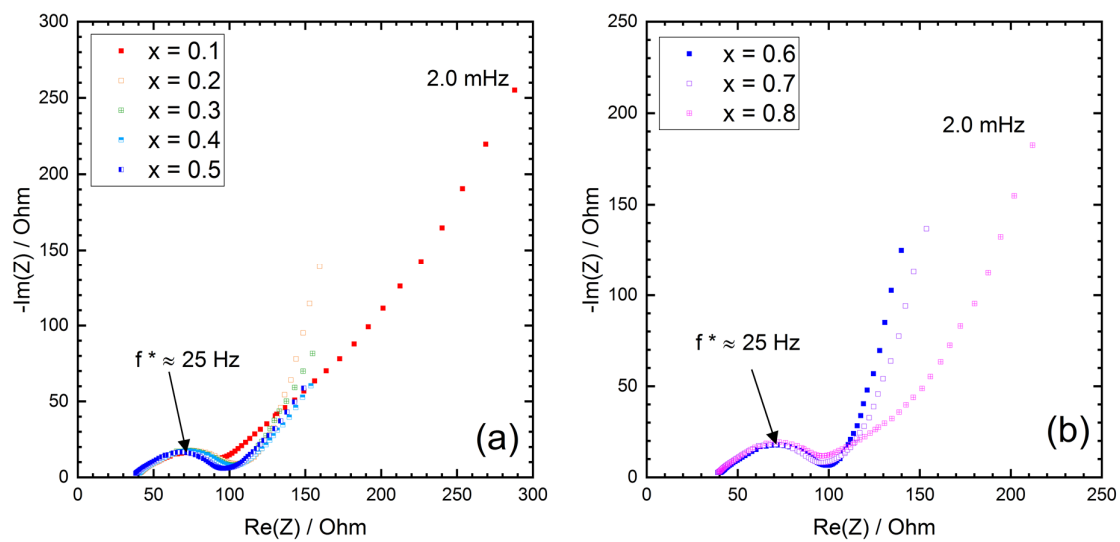 300
250
200
150
100
50
0
-Im(Z) / Ohm
x = 0.1
x = 0.2
x = 0.3
x = 0.4
x = 0.5
2.0 mHz
f * ≈ 25 Hz
(a)
0 50 100 150 200 250 300
Re(Z) / Ohm
250
200
150
100
50
0
-Im(Z) / Ohm
x = 0.6
x = 0.7
x = 0.8
2.0 mHz
f * ≈ 25 Hz
(b)
0 50 100 150 200 250
Re(Z) / Ohm